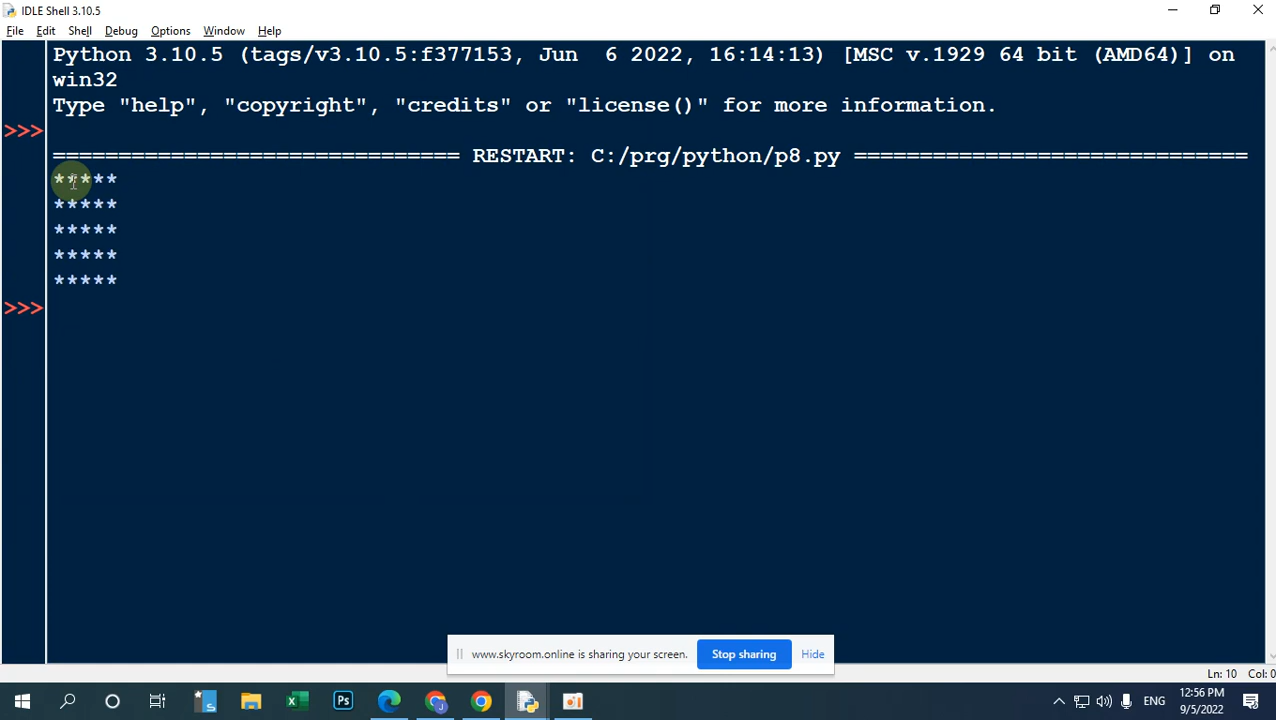 IDLE Shell 3.10.5
File Edit Shell Debug Options Window Help
Python 3.10.5 (tags/v3.10.5:f377153, Jun  6 2022, 16:14:13) [MSC v.1929 64 bit (AMD64)] on
win32
Type "help", "copyright", "credits" or "license()" for more information.
>>>
=============================== RESTART: C:/prg/python/p8.py ==============================
*****
*****
*****
*****
*****
>>>
www.skyroom.online is sharing your screen. Stop sharing Hide
Ln: 10 Col: 0
S X Ps J ENG 12:56 PM
9/5/2022